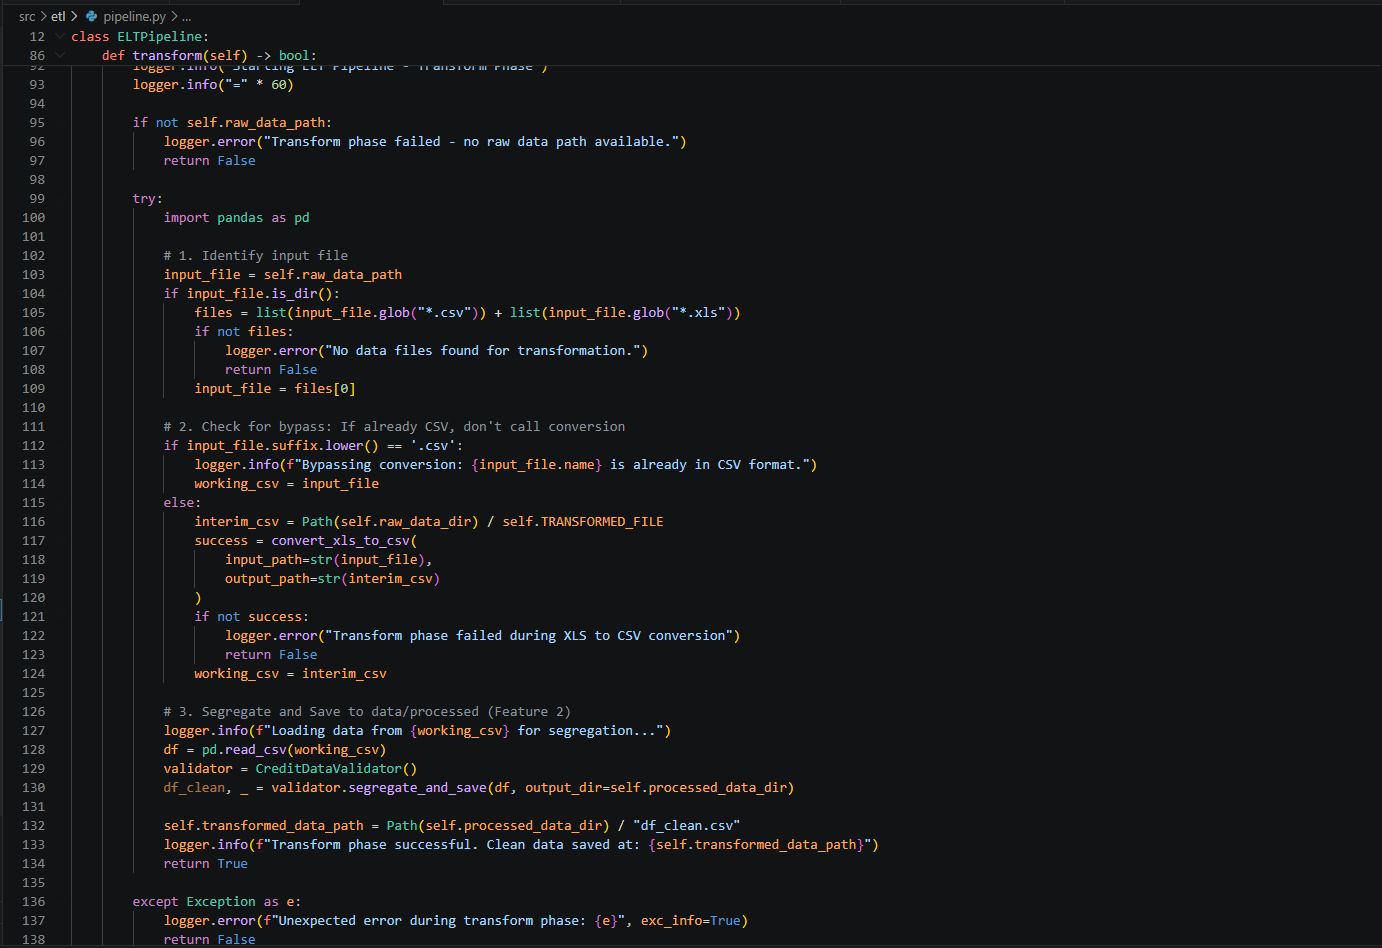 src > etl > pipeline.py > ...
12 class ELTPipeline:
86 def transform(self) -> bool:
92 logger.info("Starting ELT Pipeline - Transform Phase")
93 logger.info("=" * 60)
94
95 if not self.raw_data_path:
96 logger.error("Transform phase failed - no raw data path available.")
97 return False
98
99 try:
100 import pandas as pd
101
102 # 1. Identify input file
103 input_file = self.raw_data_path
104 if input_file.is_dir():
105 files = list(input_file.glob("*.csv")) + list(input_file.glob("*.xls"))
106 if not files:
107 logger.error("No data files found for transformation.")
108 return False
109 input_file = files[0]
110
111 # 2. Check for bypass: If already CSV, don't call conversion
112 if input_file.suffix.lower() == '.csv':
113 logger.info(f"Bypassing conversion: {input_file.name} is already in CSV format.")
114 working_csv = input_file
115 else:
116 interim_csv = Path(self.raw_data_dir) / self.TRANSFORMED_FILE
117 success = convert_xls_to_csv(
118 input_path=str(input_file),
119 output_path=str(interim_csv)
120 )
121 if not success:
122 logger.error("Transform phase failed during XLS to CSV conversion")
123 return False
124 working_csv = interim_csv
125
126 # 3. Segregate and Save to data/processed (Feature 2)
127 logger.info(f"Loading data from {working_csv} for segregation...")
128 df = pd.read_csv(working_csv)
129 validator = CreditDataValidator()
130 df_clean, _ = validator.segregate_and_save(df, output_dir=self.processed_data_dir)
131
132 self.transformed_data_path = Path(self.processed_data_dir) / "df_clean.csv"
133 logger.info(f"Transform phase successful. Clean data saved at: {self.transformed_data_path}")
134 return True
135
136 except Exception as e:
137 logger.error(f"Unexpected error during transform phase: {e}", exc_info=True)
138 return False